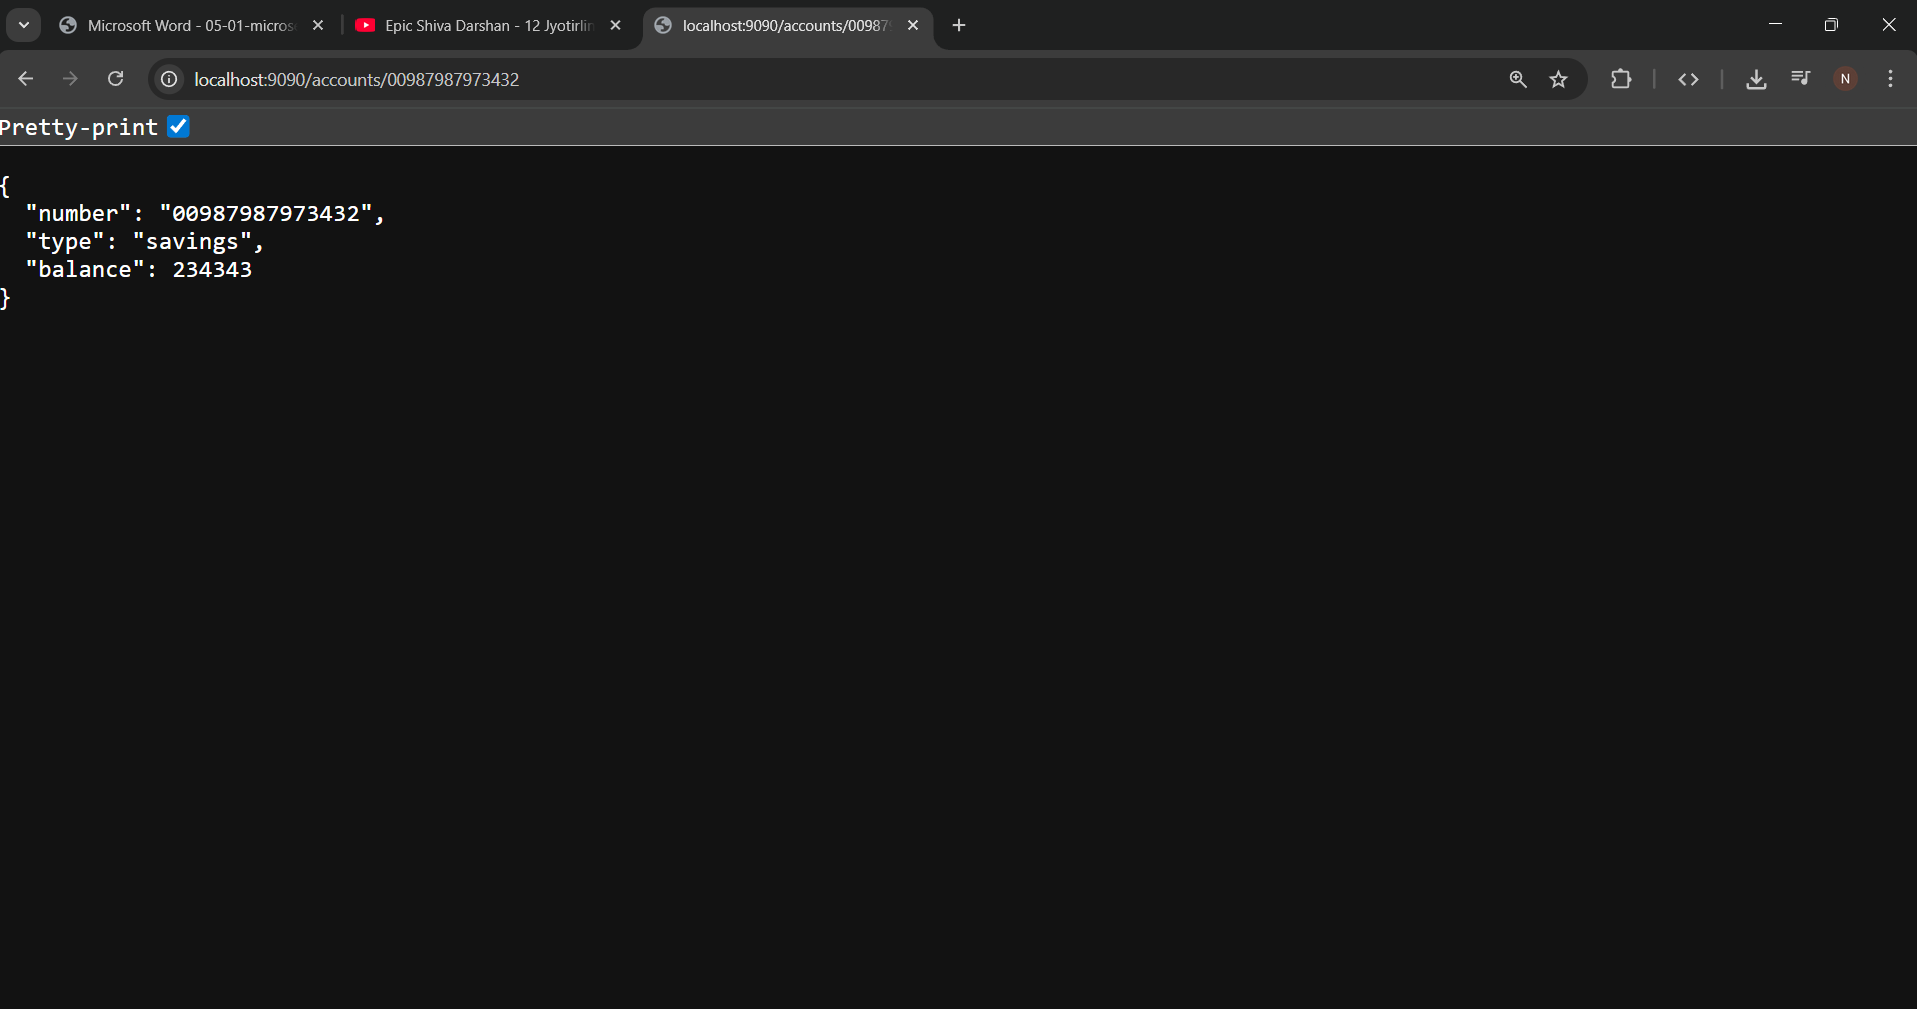 Microsoft Word - 05-01-micros
Epic Shiva Darshan - 12 Jyotirlin
localhost:9090/accounts/00987
localhost:9090/accounts/00987987973432
N
Pretty-print
{
"number": "00987987973432",
"type": "savings",
"balance": 234343
}